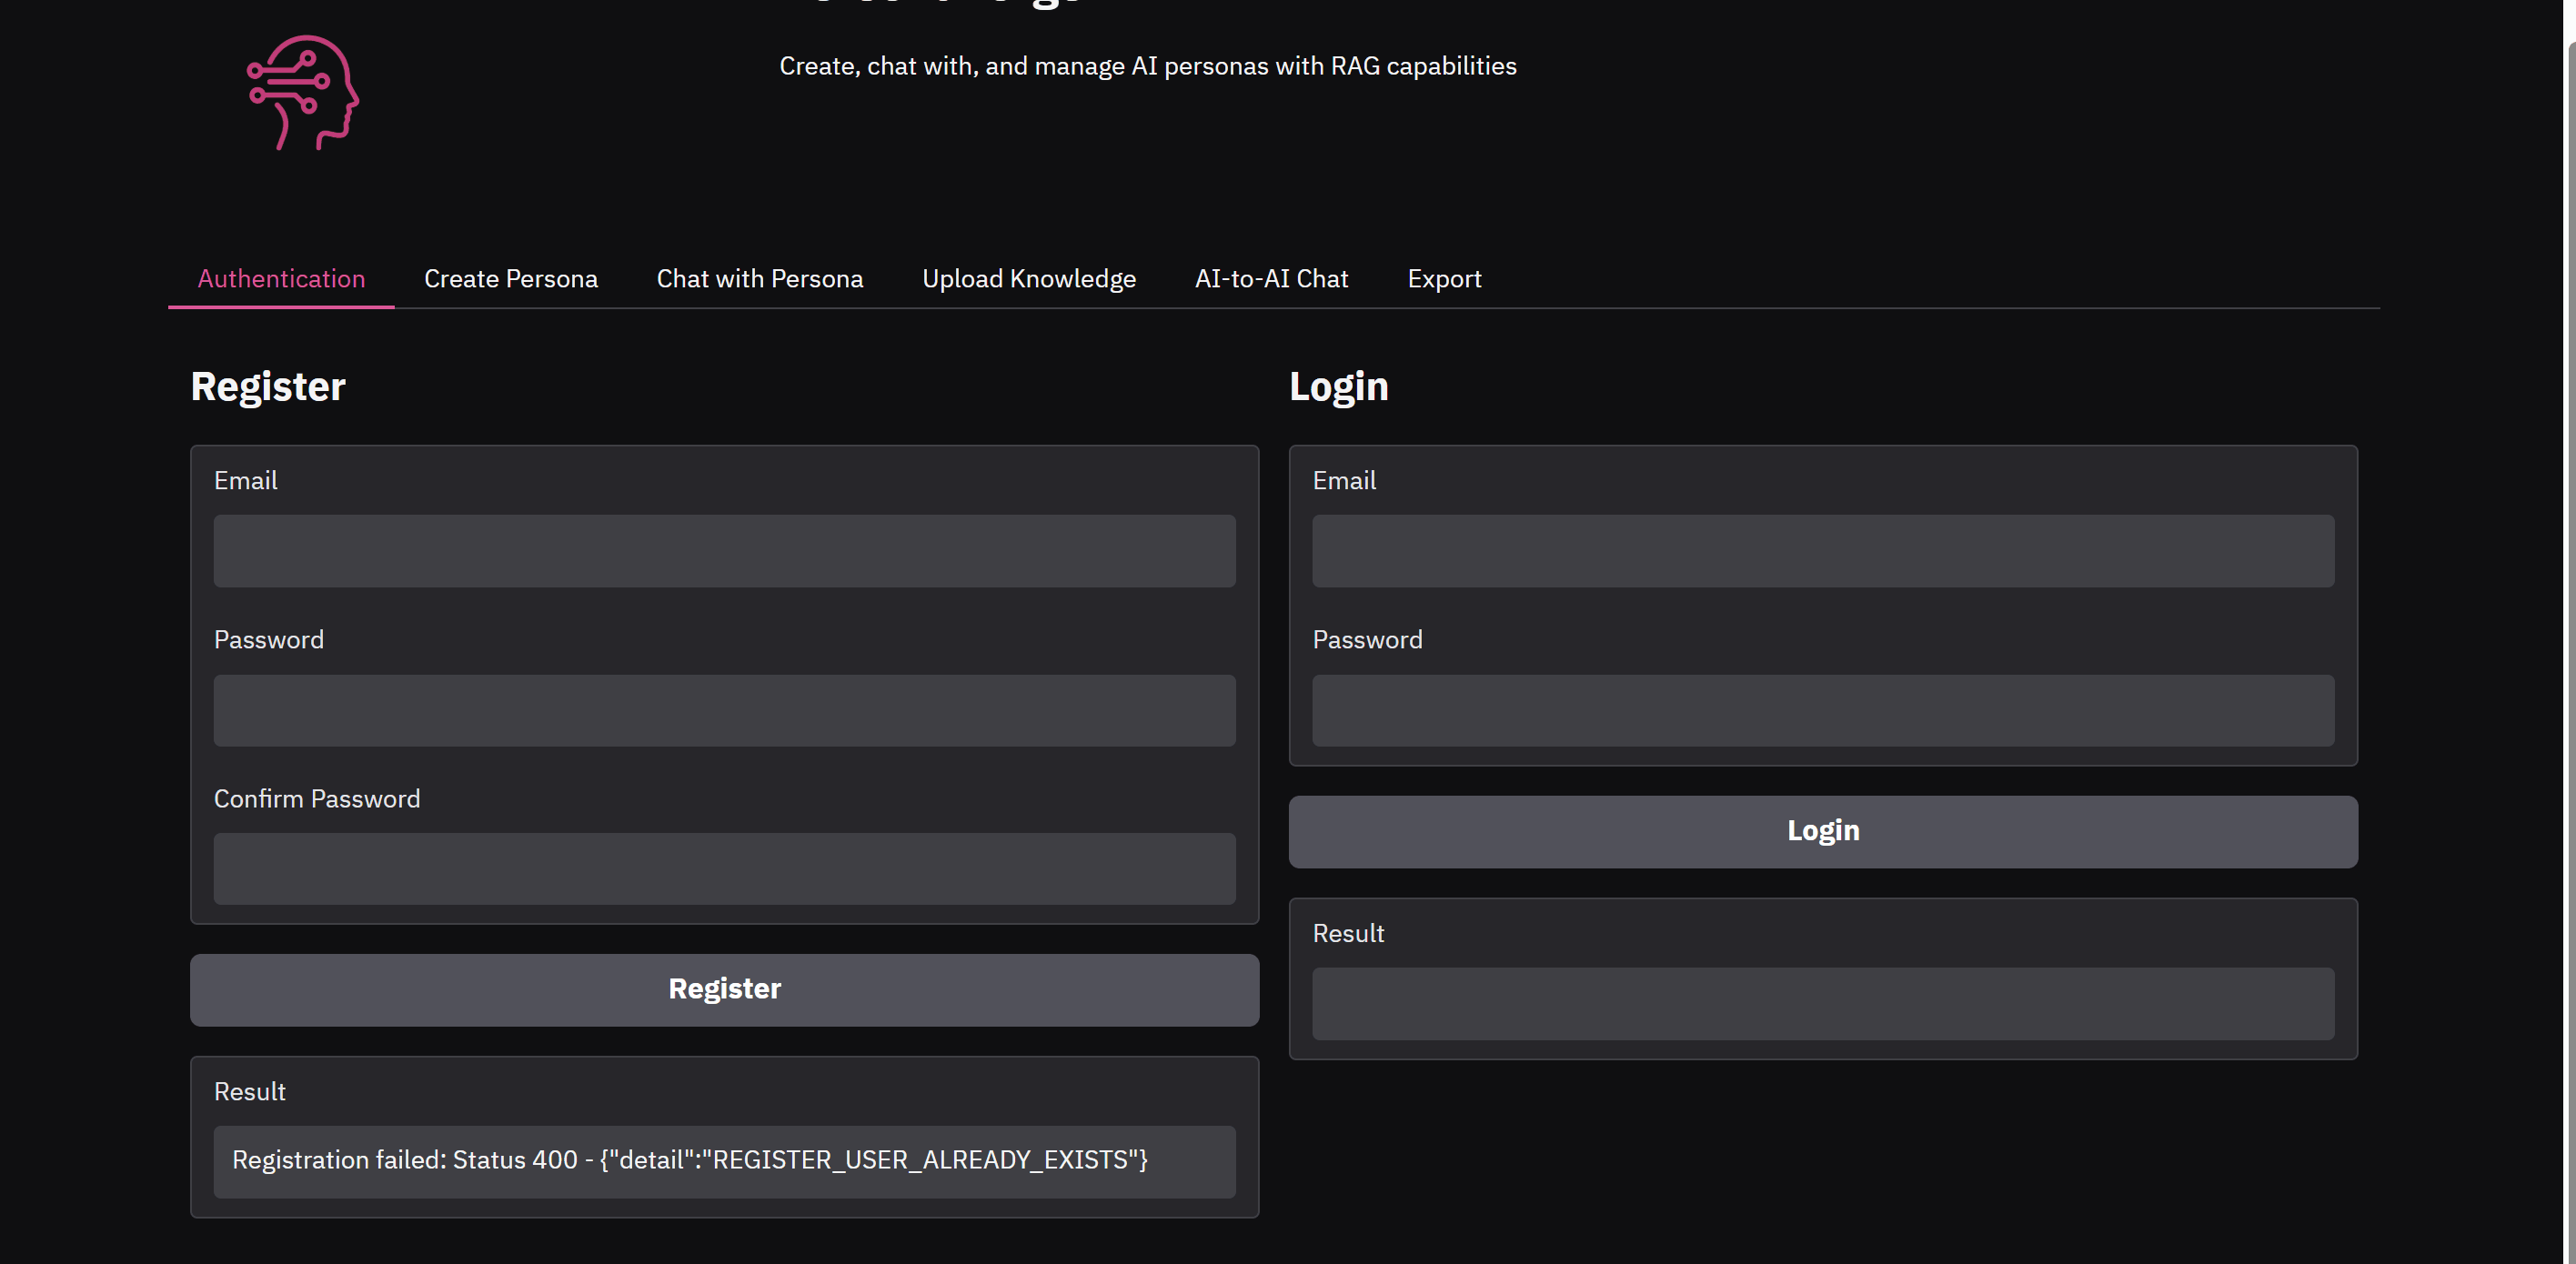 Create, chat with, and manage AI personas with RAG capabilities
Authentication
Create Persona
Chat with Persona
Upload Knowledge
AI-to-AI Chat
Export
Register
Email
Password
Confirm Password
Register
Result
Registration failed: Status 400 - {"detail":"REGISTER_USER_ALREADY_EXISTS"}
Login
Email
Password
Login
Result